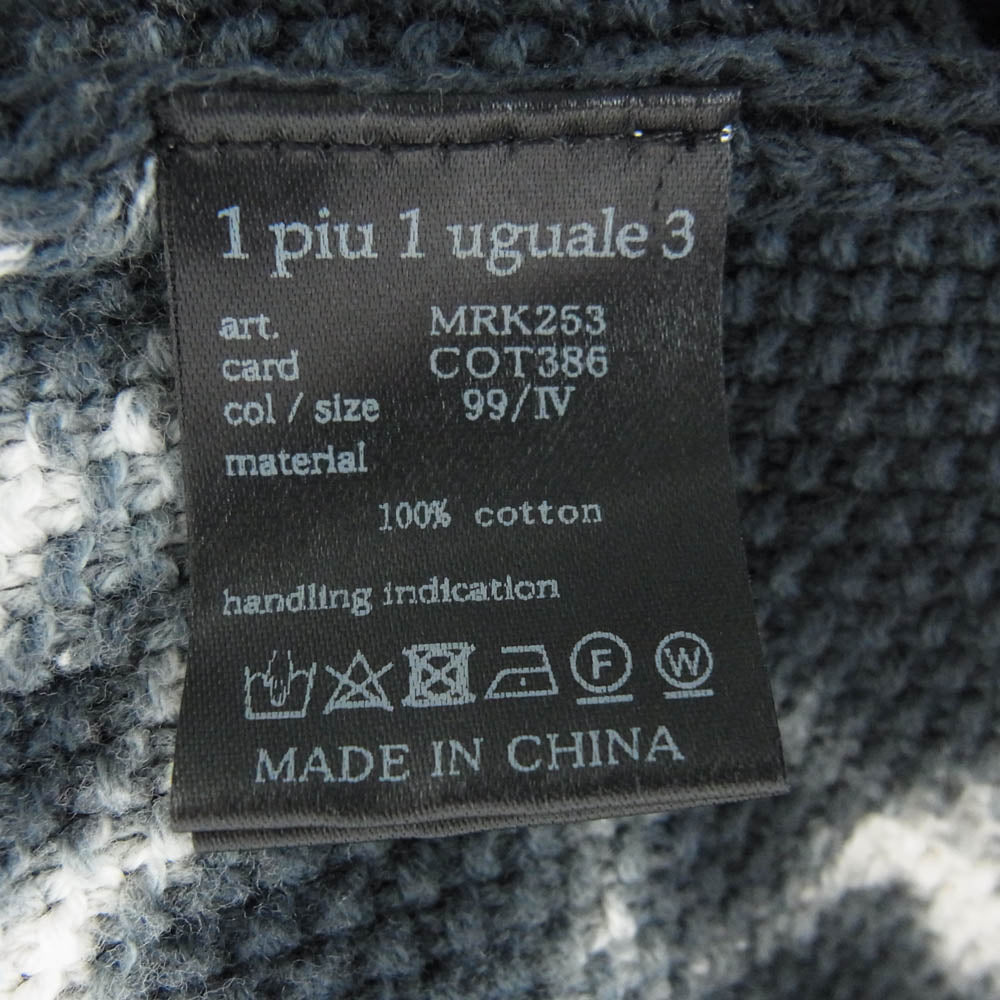 1 piu 1 uguale 3
art. MRK253
card COT386
col / size 99/IV
material
100% cotton
handling indication
F W
MADE IN CHINA